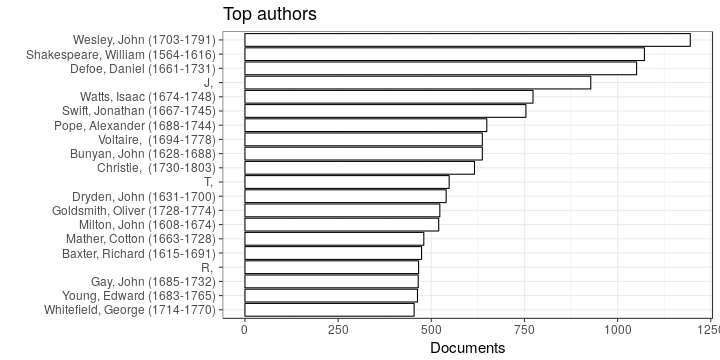 Top authors
Wesley, John (1703-1791)
Shakespeare, William (1564-1616)
Defoe, Daniel (1661-1731)
J,
Watts, Isaac (1674-1748)
Swift, Jonathan (1667-1745)
Pope, Alexander (1688-1744)
Voltaire,  (1694-1778)
Bunyan, John (1628-1688)
Christie,  (1730-1803)
T,
Dryden, John (1631-1700)
Goldsmith, Oliver (1728-1774)
Milton, John (1608-1674)
Mather, Cotton (1663-1728)
Baxter, Richard (1615-1691)
R,
Gay, John (1685-1732)
Young, Edward (1683-1765)
Whitefield, George (1714-1770)
0 250 500 750 1000 1250
Documents